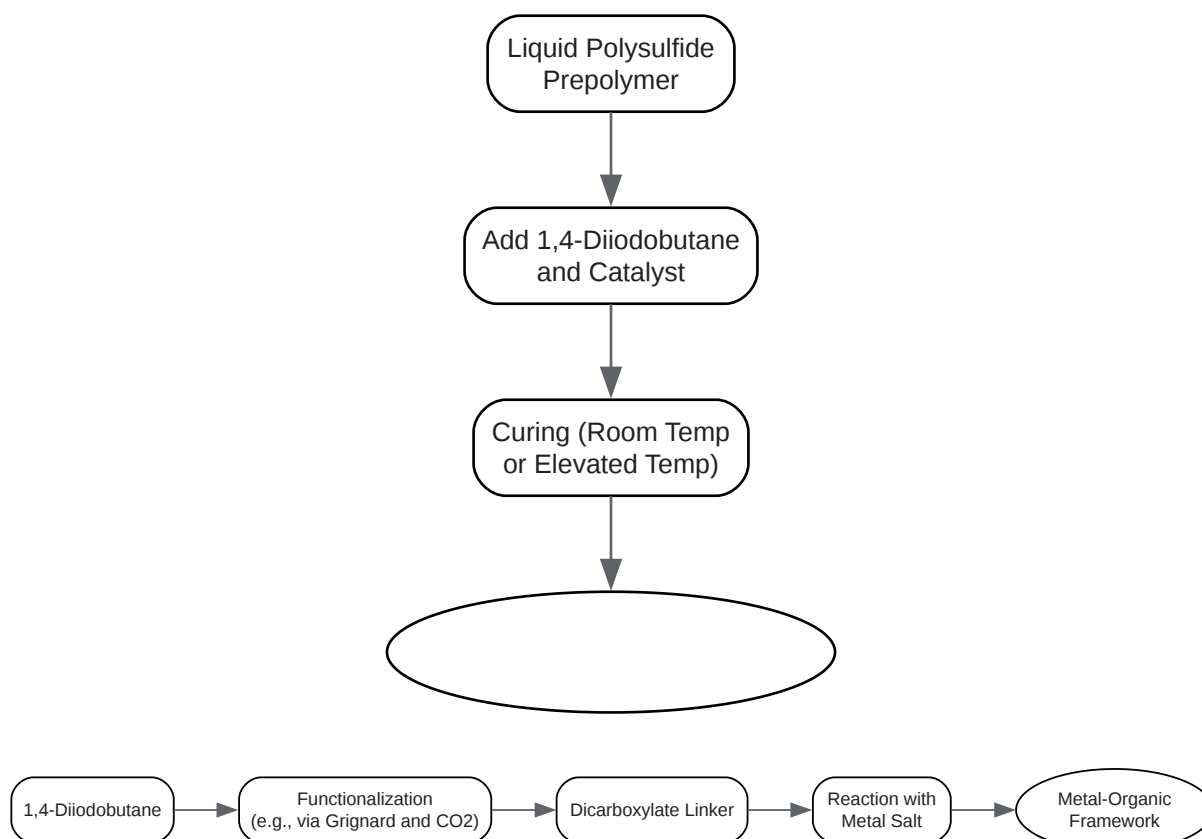 Liquid Polysulfide
Prepolymer
Add 1,4-Diiodobutane
and Catalyst
Curing (Room Temp
or Elevated Temp)
1,4-Diiodobutane
Functionalization
(e.g., via Grignard and CO2)
Dicarboxylate Linker
Reaction with
Metal Salt
Metal-Organic
Framework